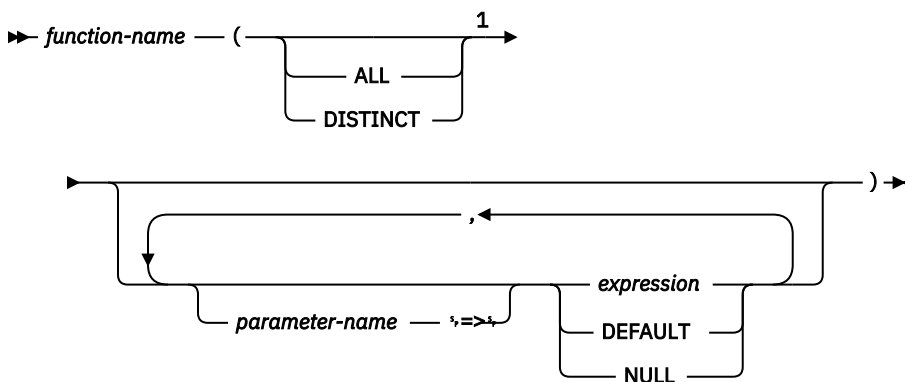 function-name ( 1
ALL
DISTINCT
)
,
expression
parameter-name =>
DEFAULT
NULL